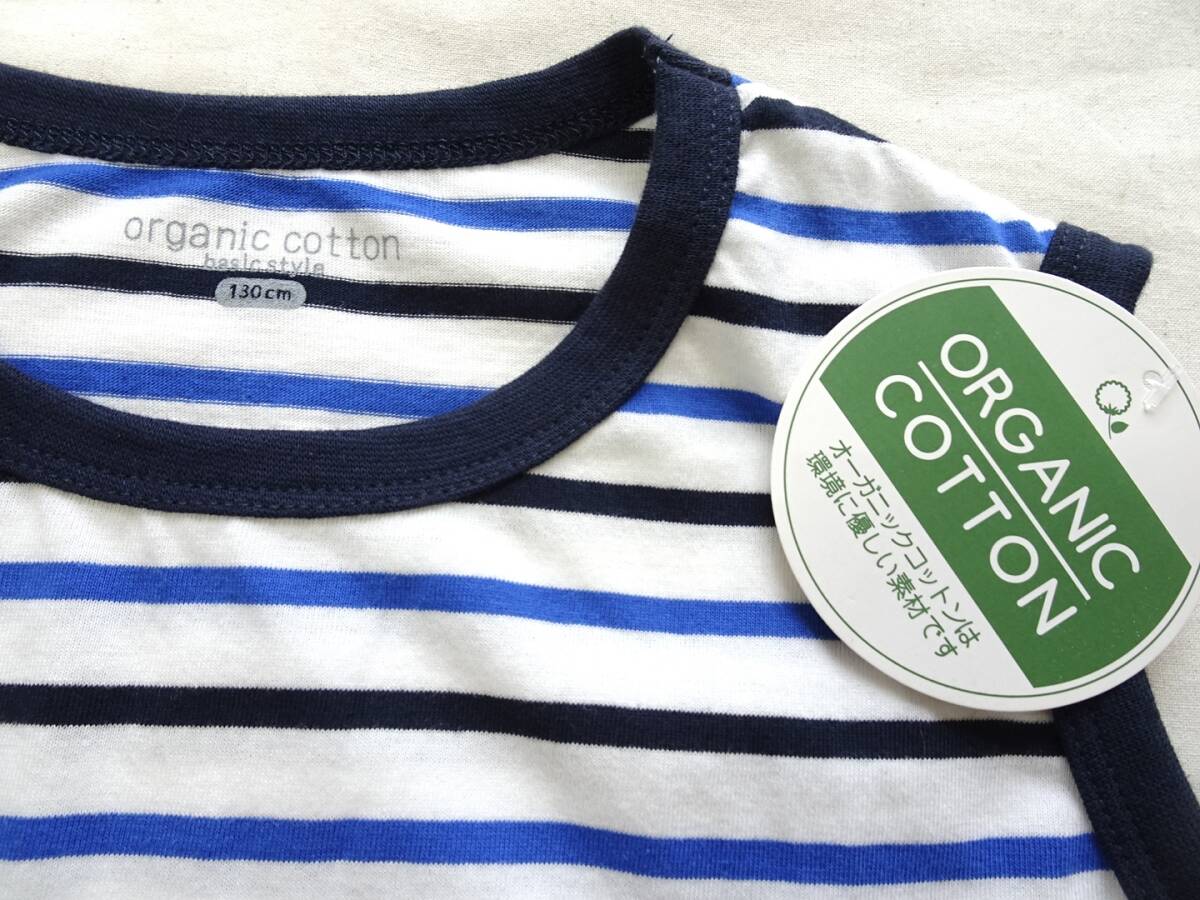 organic cotton
basic style
130cm
ORGANIC
COTTON
オーガニックコットンは
環境に優しい素材です